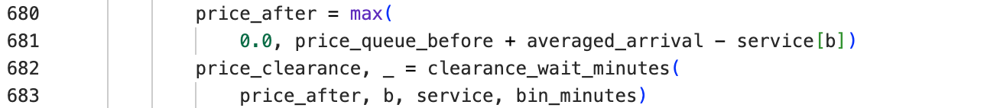 680 price_after = max(
681 0.0, price_queue_before + averaged_arrival - service[b])
682 price_clearance, _ = clearance_wait_minutes(
683 price_after, b, service, bin_minutes)